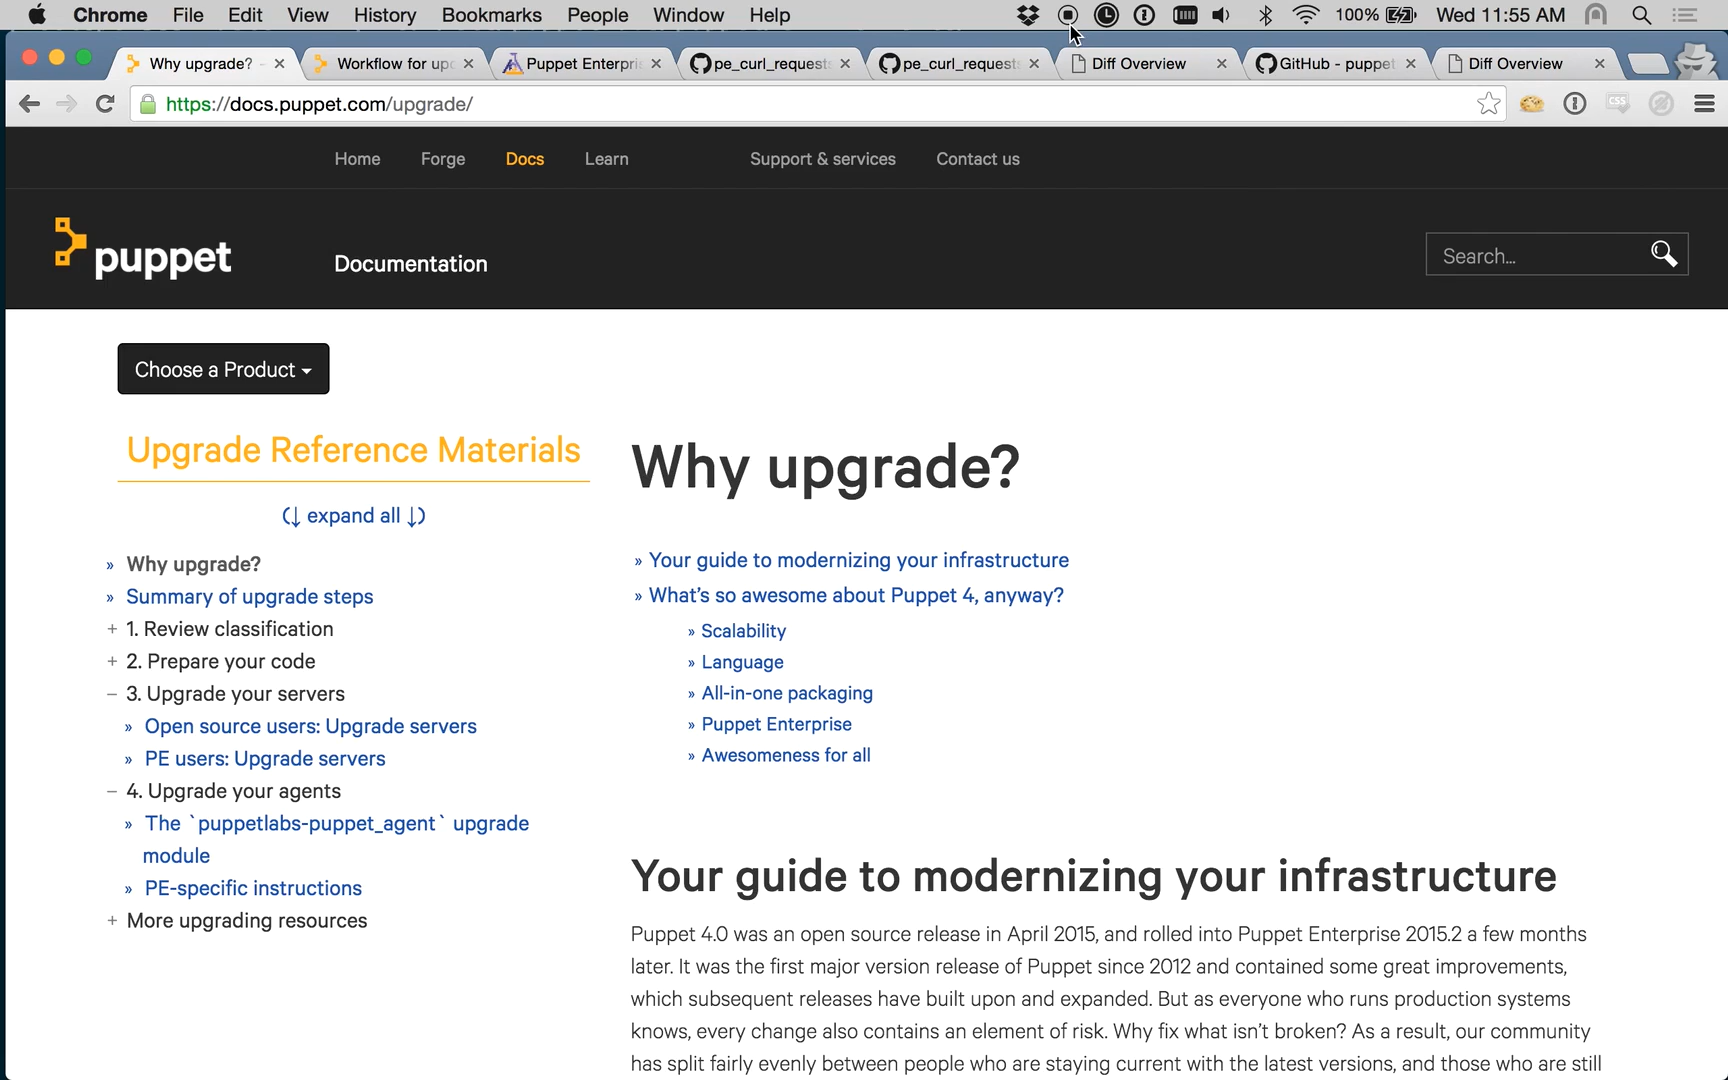 Chrome File Edit View History Bookmarks People Window Help 100% Wed 11:55 AM
Why upgrade? Workflow for upg Puppet Enterpri pe_curl_requests pe_curl_requests Diff Overview GitHub - puppet Diff Overview
https://docs.puppet.com/upgrade/ CSS
Home Forge Docs Learn Support & services Contact us
puppet Documentation Search...
Choose a Product
Upgrade Reference Materials
(↓ expand all ↓)
» Why upgrade?
» Summary of upgrade steps
+ 1. Review classification
+ 2. Prepare your code
– 3. Upgrade your servers
» Open source users: Upgrade servers
» PE users: Upgrade servers
– 4. Upgrade your agents
» The `puppetlabs-puppet_agent` upgrade
module
» PE-specific instructions
+ More upgrading resources
Why upgrade?
» Your guide to modernizing your infrastructure
» What's so awesome about Puppet 4, anyway?
» Scalability
» Language
» All-in-one packaging
» Puppet Enterprise
» Awesomeness for all
Your guide to modernizing your infrastructure
Puppet 4.0 was an open source release in April 2015, and rolled into Puppet Enterprise 2015.2 a few months
later. It was the first major version release of Puppet since 2012 and contained some great improvements,
which subsequent releases have built upon and expanded. But as everyone who runs production systems
knows, every change also contains an element of risk. Why fix what isn't broken? As a result, our community
has split fairly evenly between people who are staying current with the latest versions, and those who are still